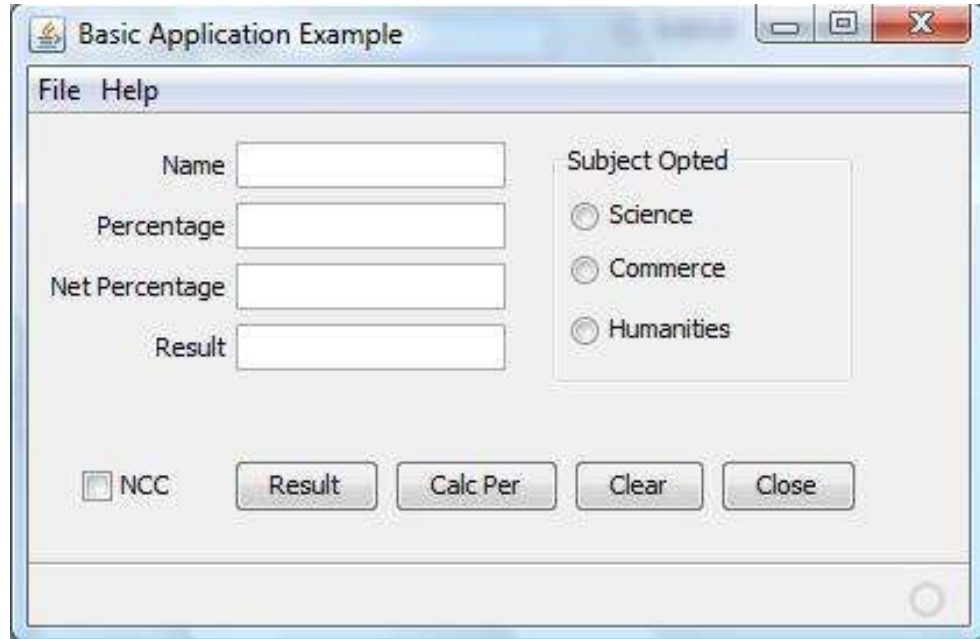 Basic Application Example
File Help
Name
Percentage
Net Percentage
Result
Subject Opted
Science
Commerce
Humanities
NCC
Result
Calc Per
Clear
Close